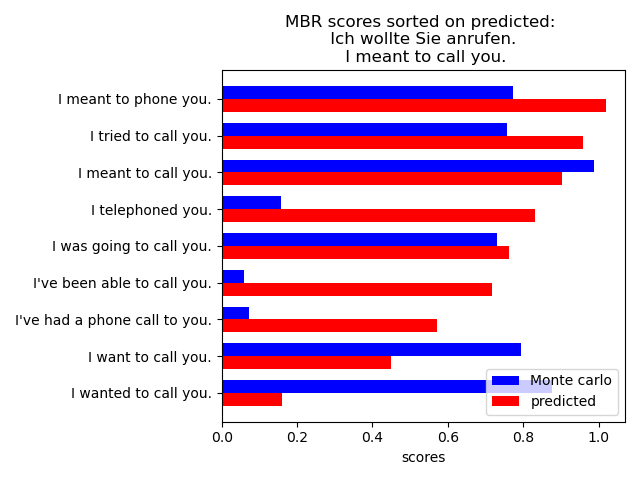 MBR scores sorted on predicted:
Ich wollte Sie anrufen.
I meant to call you.
I meant to phone you.
I tried to call you.
I meant to call you.
I telephoned you.
I was going to call you.
I've been able to call you.
I've had a phone call to you.
I want to call you.
I wanted to call you.
Monte carlo
predicted
0.0 0.2 0.4 0.6 0.8 1.0
scores